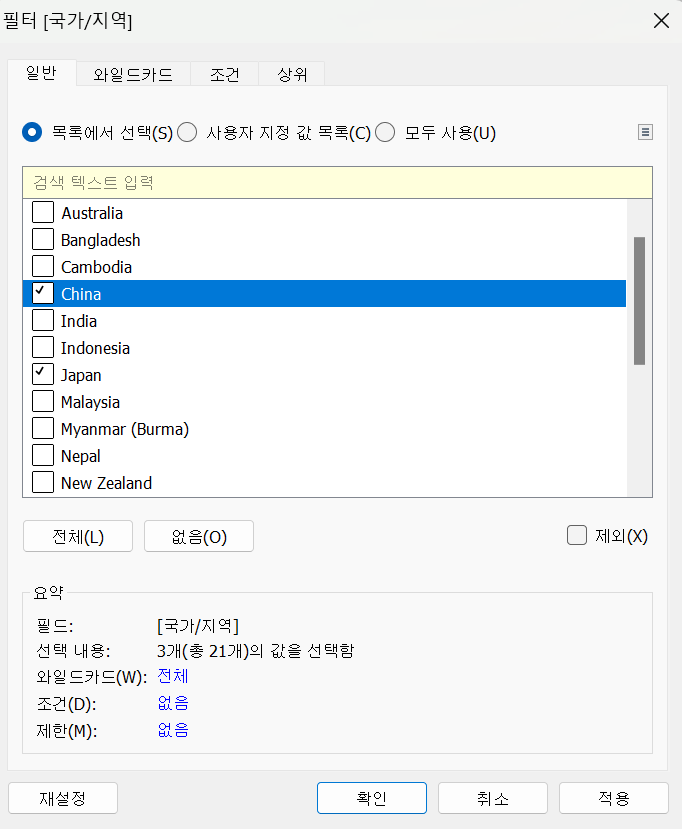 필터 [국가/지역]
일반 와일드카드 조건 상위
목록에서 선택(S) 사용자 지정 값 목록(C) 모두 사용(U)
검색 텍스트 입력
Australia
Bangladesh
Cambodia
China
India
Indonesia
Japan
Malaysia
Myanmar (Burma)
Nepal
New Zealand
전체(L) 없음(O) 제외(X)
요약
필드: [국가/지역]
선택 내용: 3개(총 21개)의 값을 선택함
와일드카드(W): 전체
조건(D): 없음
제한(M): 없음
재설정 확인 취소 적용